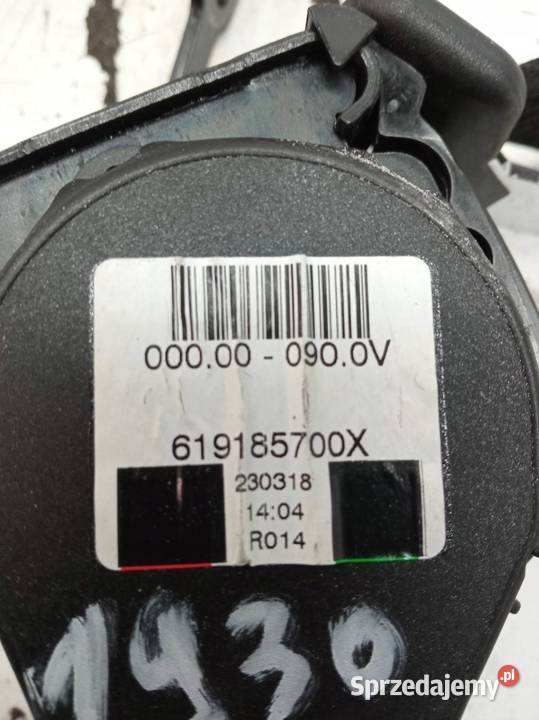 000.00 - 090.0V
619185700X
230318
14:04
R014
1930
Sprzedajemy.pl